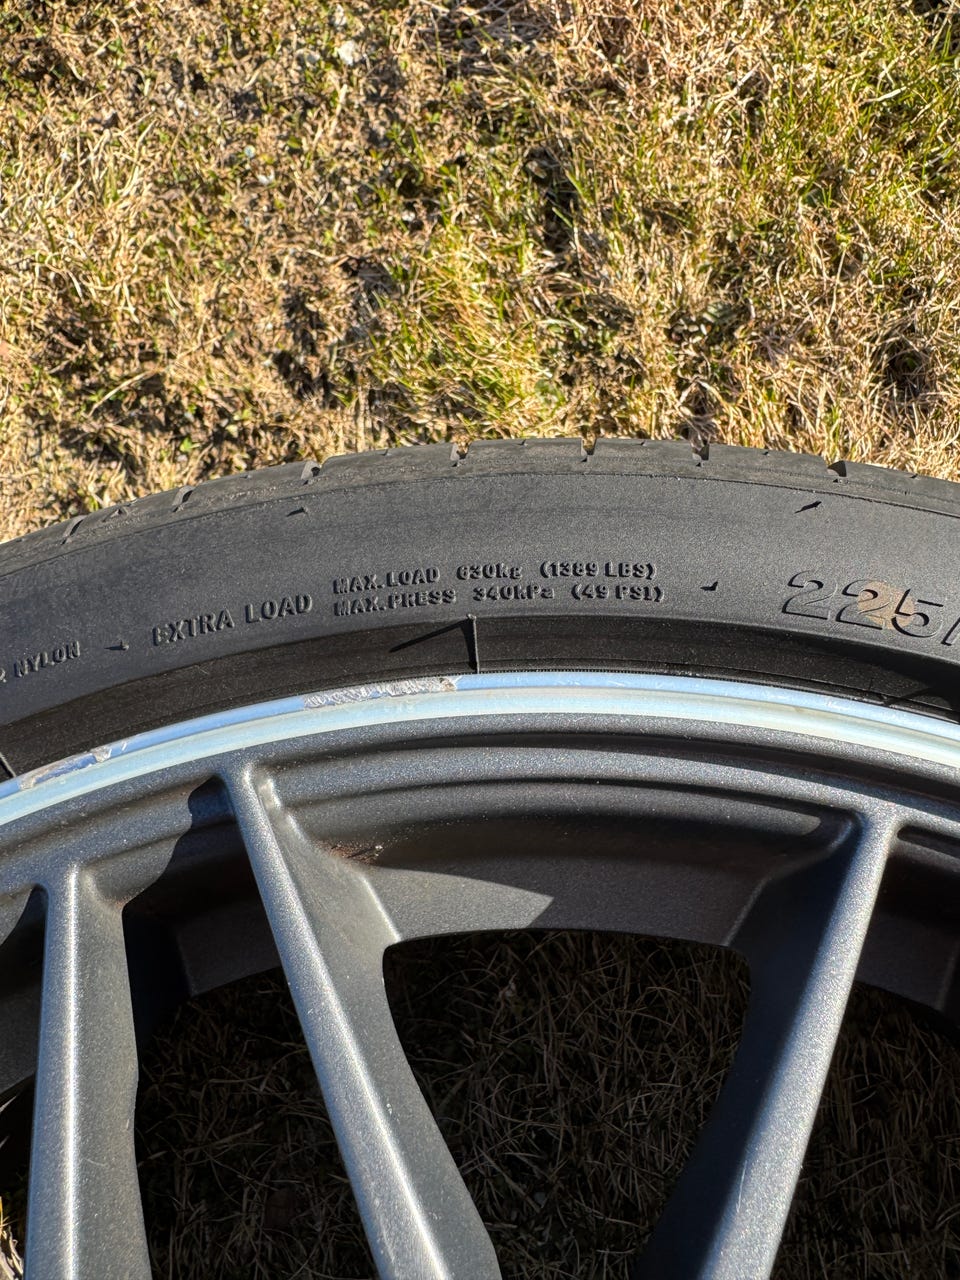 NYLON
EXTRA LOAD
MAX.LOAD 630kg (1389 LBS)
MAX.PRESS 340kPa (49 PSI)
225/